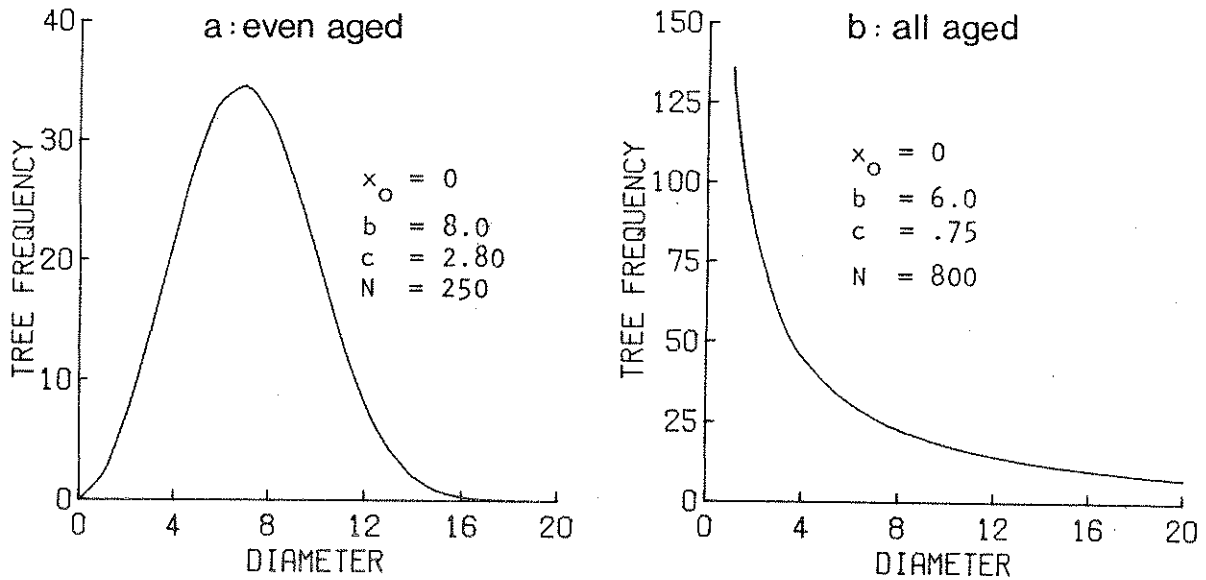 a: even aged
40
30
20
10
0
TREE FREQUENCY
xo = 0
b = 8.0
c = 2.80
N = 250
0 4 8 12 16 20
DIAMETER
b: all aged
150
125
100
75
50
25
0
TREE FREQUENCY
xo = 0
b = 6.0
c = .75
N = 800
0 4 8 12 16 20
DIAMETER